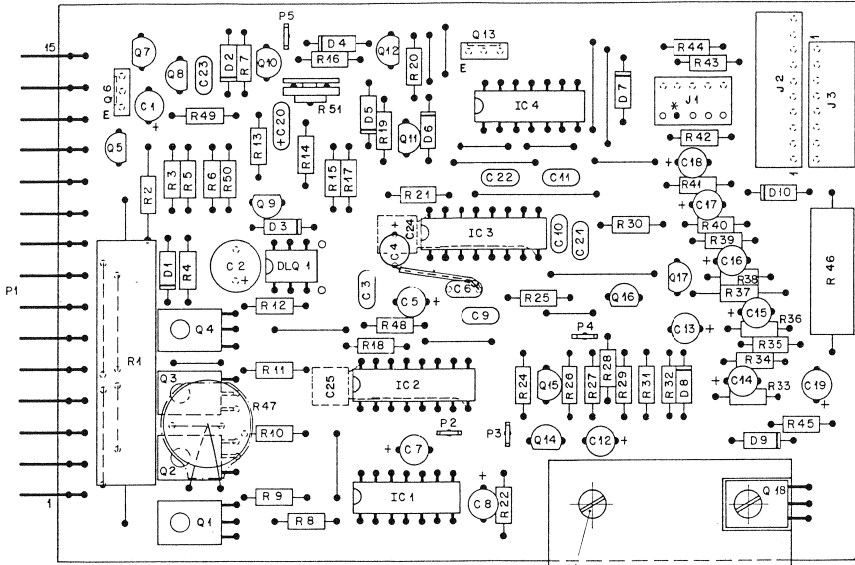 P5
15
Q7
Q8
C23
D2
R7
Q10
D4
R16
Q12
R20
Q13
E
R44
R43
J2
J3
1
Q6
E
C1
+
R49
R51
D5
R19
Q11
D6
IC4
D7
J1
*
R42
Q5
R13
+C20
R14
C18
+
R2
R3
R5
R6
R50
R15
R17
C22
C11
R41
1
Q9
R21
C17
+
D10
D3
C24
+
IC3
C10
C21
R30
R40
R39
C4
C16
+
R46
D1
R4
C2
+
DLQ1
C3
C6
Q17
R38
R37
P1
R12
C5
+
C9
R25
Q16
C15
+
R36
Q4
R48
P4
C13
+
R35
R1
R18
R34
R11
C25
IC2
R24
Q15
R26
R27
R28
R29
R31
R32
D8
C14
+
R33
C19
+
Q3
R47
R10
P2
P3
Q14
C12
+
D9
R45
Q2
C7
+
1
R9
IC1
C8
+
R22
Q18
Q1
R8